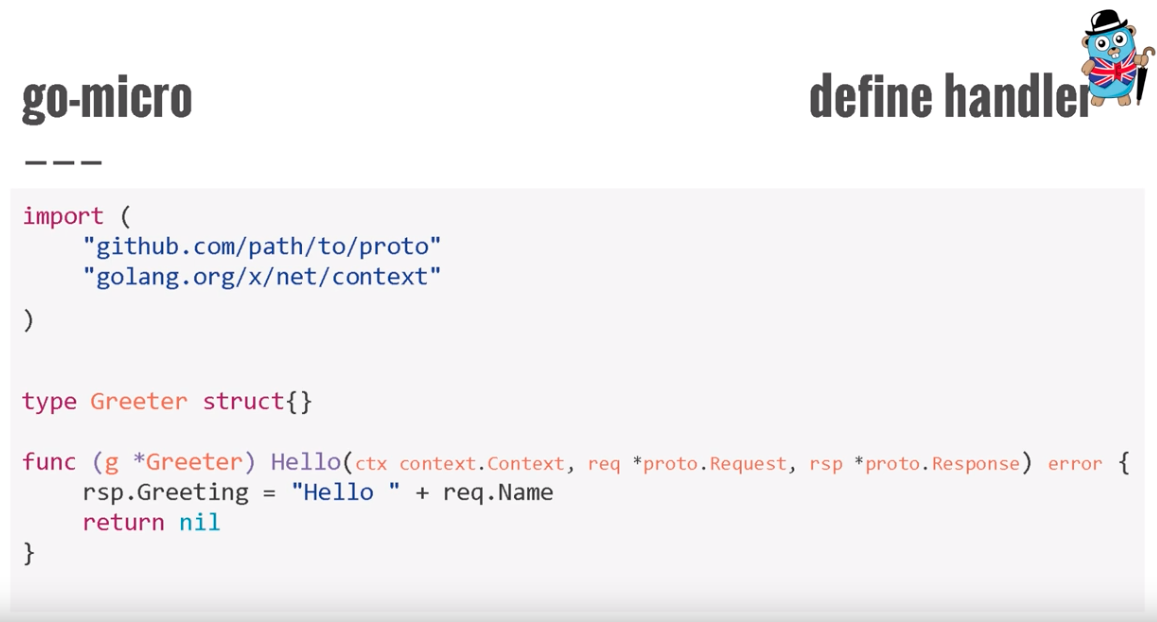 go-micro
define handler
———
import (
    "github.com/path/to/proto"
    "golang.org/x/net/context"
)
type Greeter struct{}
func (g *Greeter) Hello(ctx context.Context, req *proto.Request, rsp *proto.Response) error {
    rsp.Greeting = "Hello " + req.Name
    return nil
}